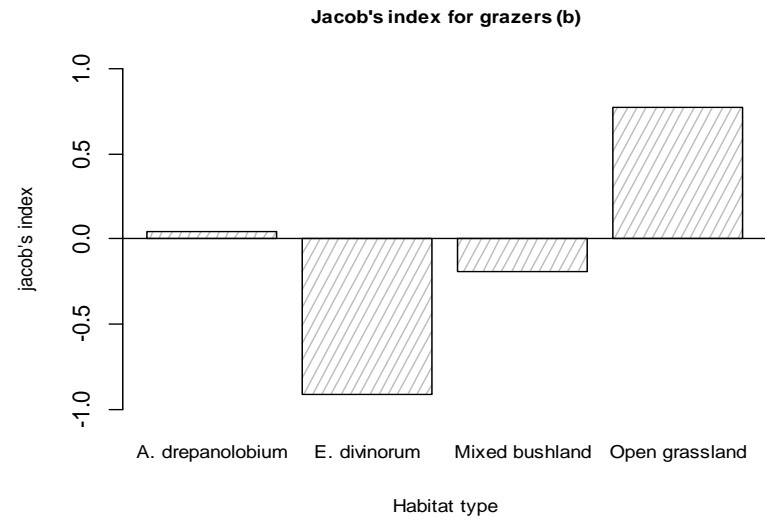 Jacob's index for grazers (b)
jacob's index
1.0
0.5
0.0
-0.5
-1.0
A. drepanolobium
E. divinorum
Mixed bushland
Open grassland
Habitat type